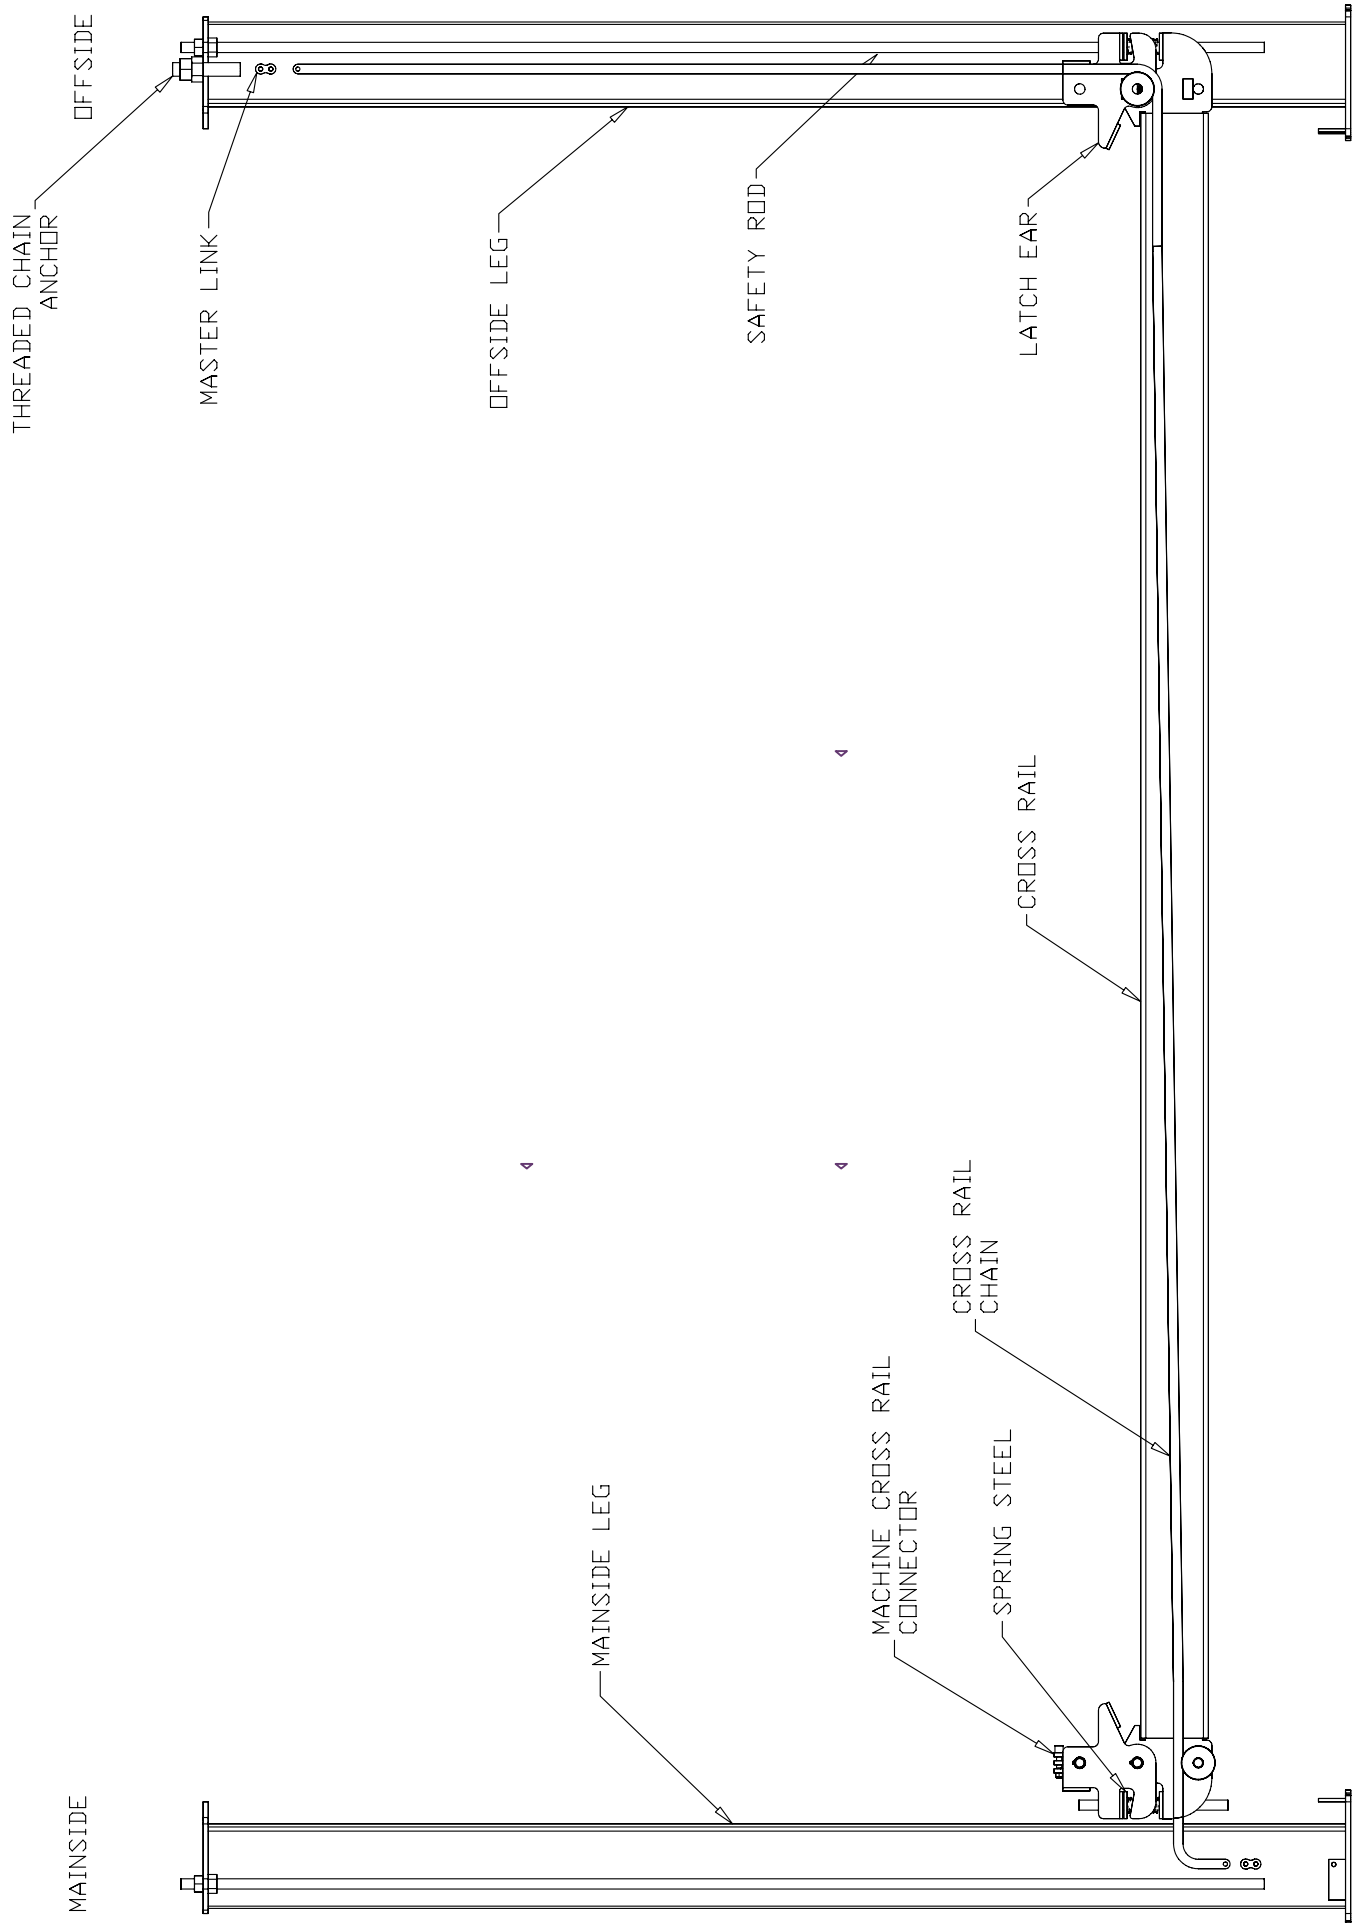 THREADED CHAIN
ANCHOR
OFFSIDE
MASTER LINK
OFFSIDE LEG
SAFETY ROD
LATCH EAR
CROSS RAIL
CROSS RAIL
CHAIN
MACHINE CROSS RAIL
CONNECTOR
SPRING STEEL
MAINSIDE LEG
MAINSIDE